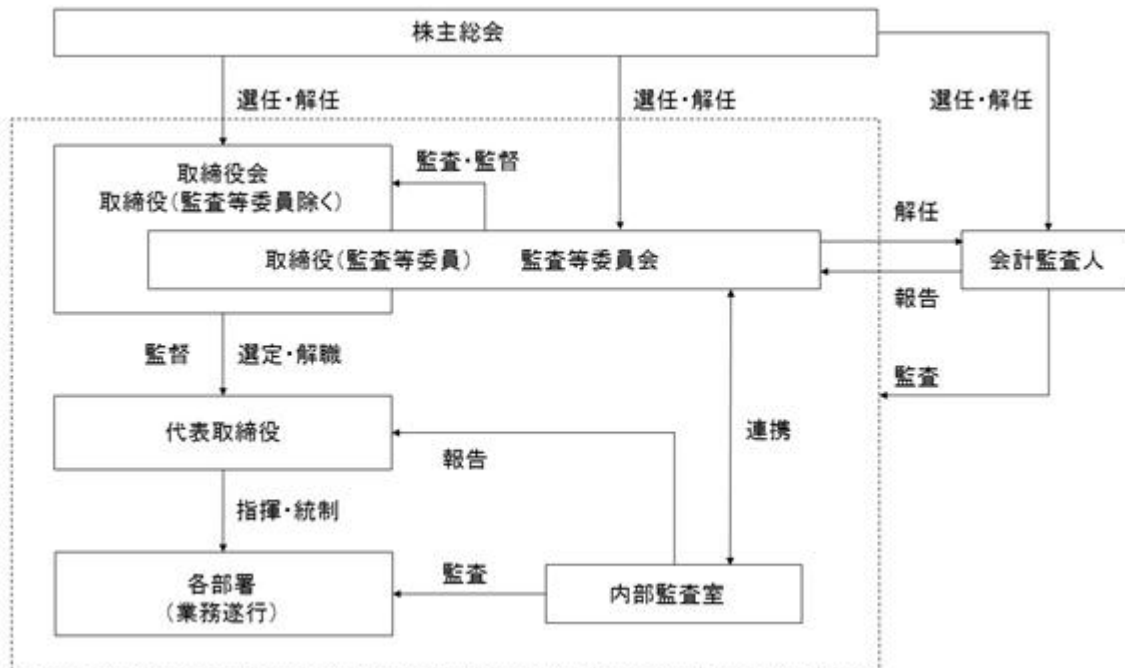 株主総会
選任・解任
選任・解任
選任・解任
取締役会
取締役(監査等委員除く)
監査・監督
取締役(監査等委員)　監査等委員会
解任
会計監査人
報告
監督
選定・解職
監査
代表取締役
報告
連携
指揮・統制
各部署
(業務遂行)
監査
内部監査室